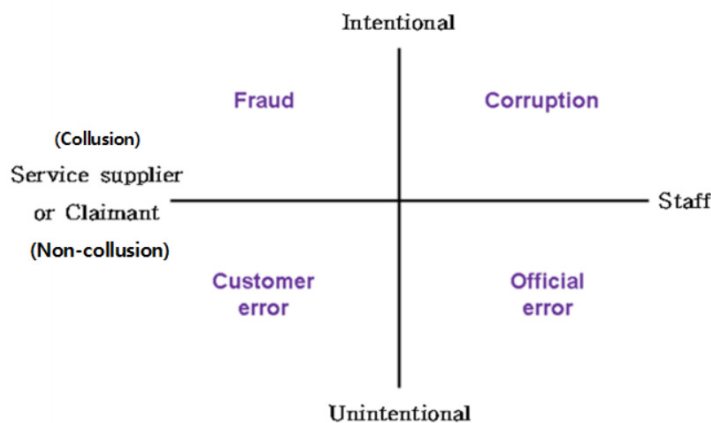 Intentional
Fraud
Corruption
(Collusion)
Service supplier
or Claimant
(Non-collusion)
Staff
Customer
error
Official
error
Unintentional